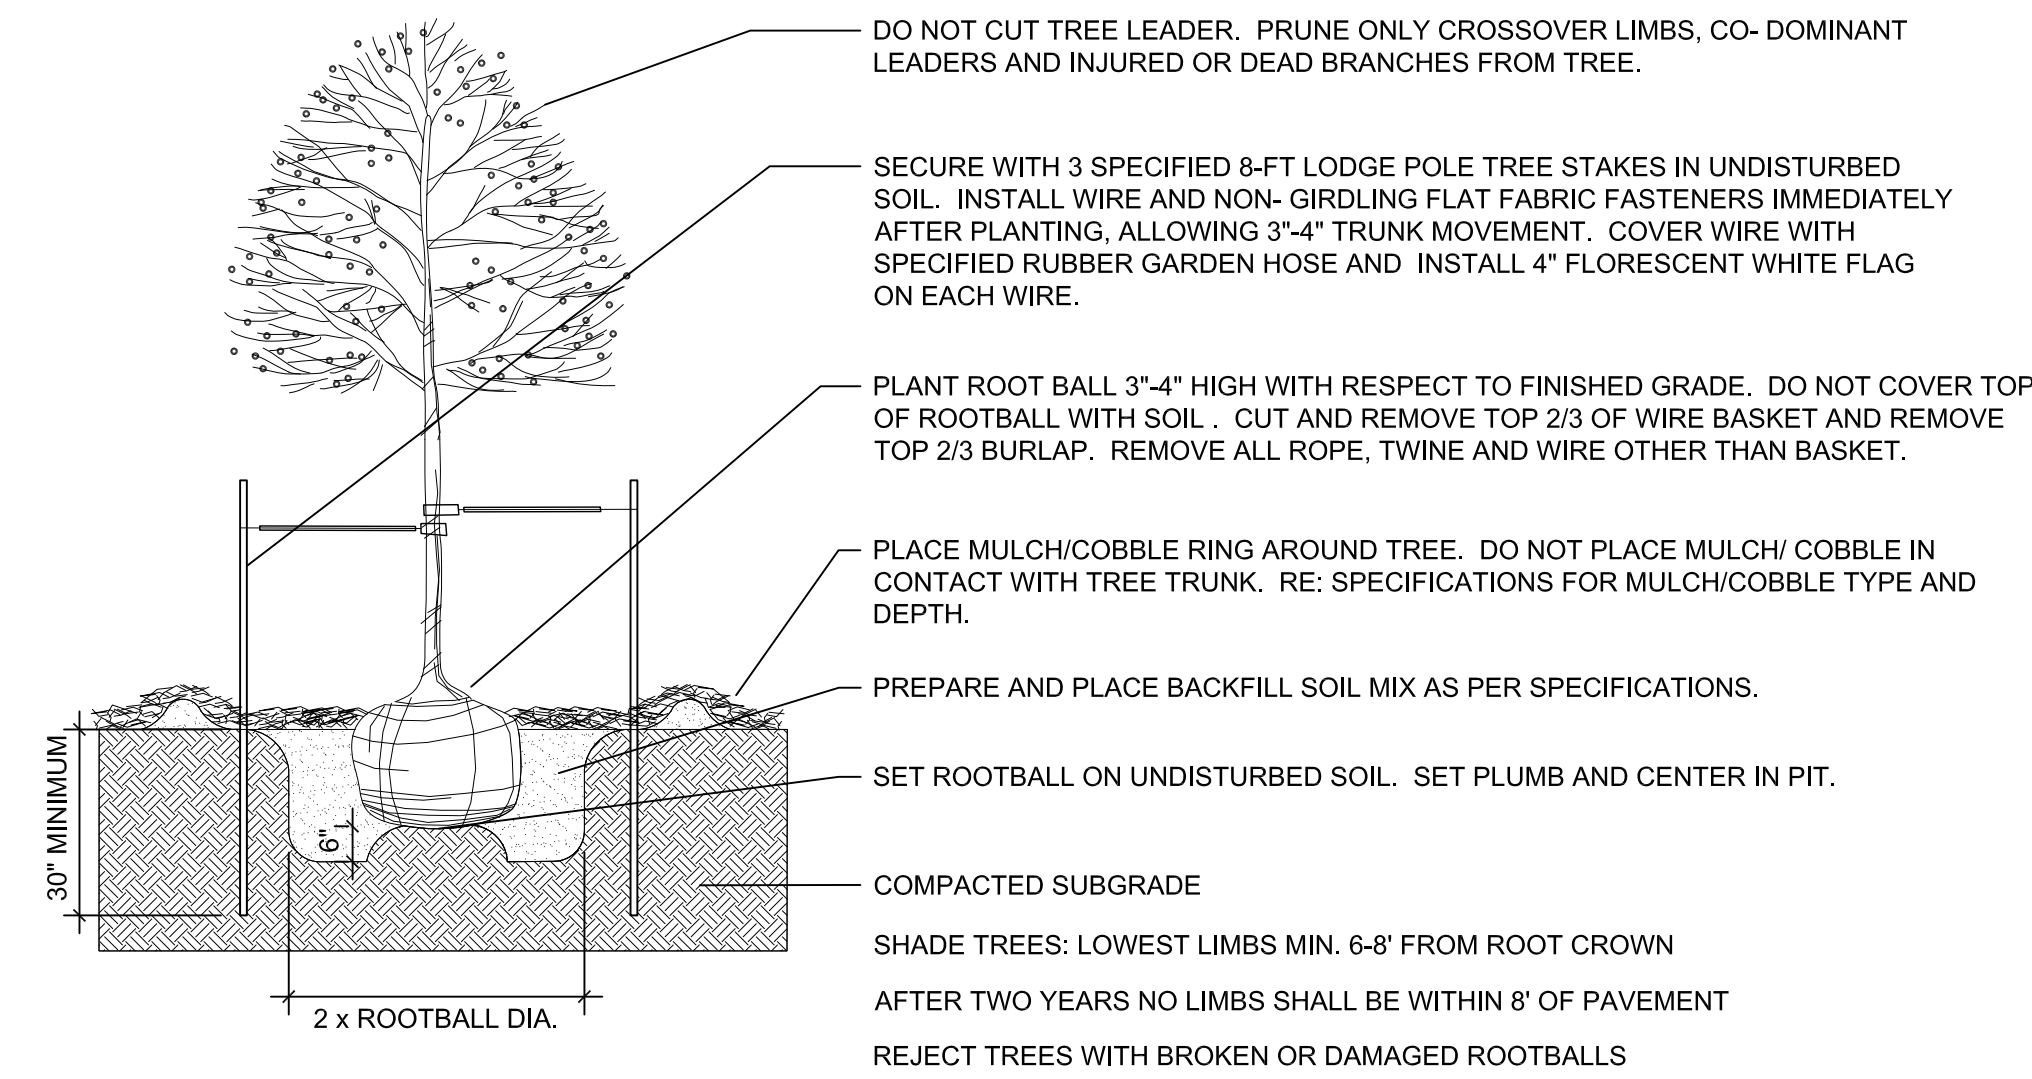 DO NOT CUT TREE LEADER.  PRUNE ONLY CROSSOVER LIMBS, CO- DOMINANT
LEADERS AND INJURED OR DEAD BRANCHES FROM TREE.
SECURE WITH 3 SPECIFIED 8-FT LODGE POLE TREE STAKES IN UNDISTURBED
SOIL.  INSTALL WIRE AND NON- GIRDLING FLAT FABRIC FASTENERS IMMEDIATELY
AFTER PLANTING, ALLOWING 3"-4" TRUNK MOVEMENT.  COVER WIRE WITH
SPECIFIED RUBBER GARDEN HOSE AND  INSTALL 4" FLORESCENT WHITE FLAG
ON EACH WIRE.
PLANT ROOT BALL 3"-4" HIGH WITH RESPECT TO FINISHED GRADE.  DO NOT COVER TOP
OF ROOTBALL WITH SOIL .  CUT AND REMOVE TOP 2/3 OF WIRE BASKET AND REMOVE
TOP 2/3 BURLAP.  REMOVE ALL ROPE, TWINE AND WIRE OTHER THAN BASKET.
PLACE MULCH/COBBLE RING AROUND TREE.  DO NOT PLACE MULCH/ COBBLE IN
CONTACT WITH TREE TRUNK.  RE: SPECIFICATIONS FOR MULCH/COBBLE TYPE AND
DEPTH.
PREPARE AND PLACE BACKFILL SOIL MIX AS PER SPECIFICATIONS.
SET ROOTBALL ON UNDISTURBED SOIL.  SET PLUMB AND CENTER IN PIT.
COMPACTED SUBGRADE
SHADE TREES: LOWEST LIMBS MIN. 6-8' FROM ROOT CROWN
AFTER TWO YEARS NO LIMBS SHALL BE WITHIN 8' OF PAVEMENT
REJECT TREES WITH BROKEN OR DAMAGED ROOTBALLS
30" MINIMUM
6"
2 x ROOTBALL DIA.